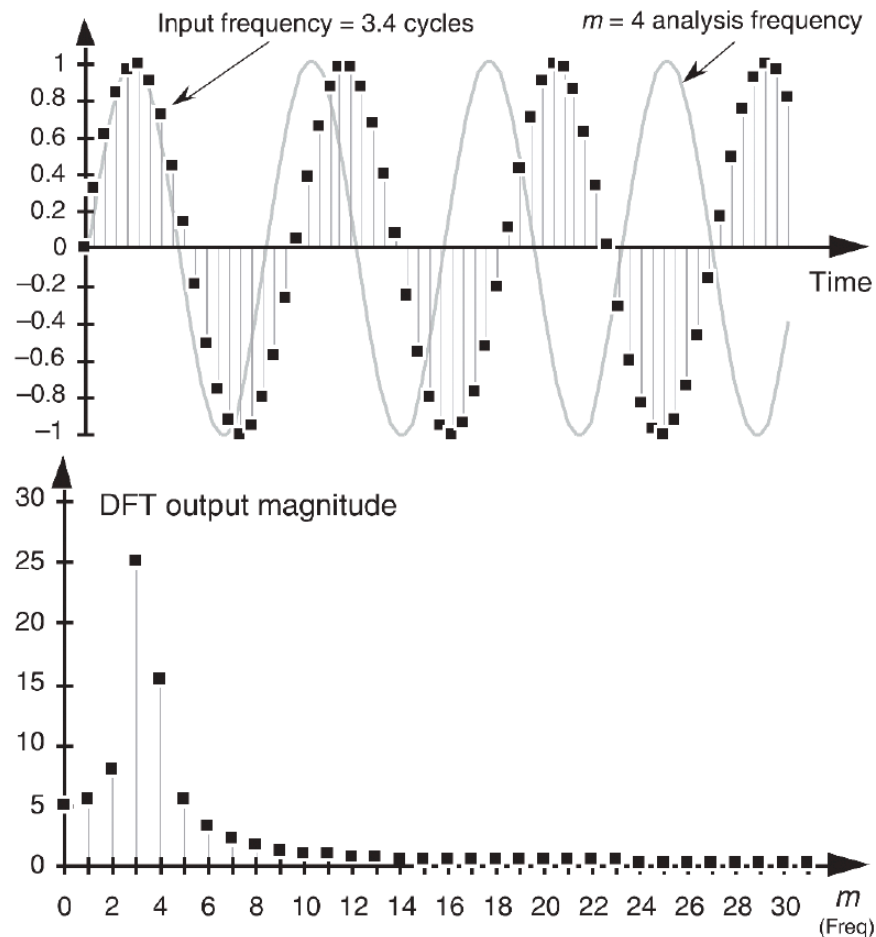 Input frequency = 3.4 cycles
m = 4 analysis frequency
1
0.8
0.6
0.4
0.2
0
−0.2
−0.4
−0.6
−0.8
−1
Time
DFT output magnitude
30
25
20
15
10
5
0
0 2 4 6 8 10 12 14 16 18 20 22 24 26 28 30
m
(Freq)